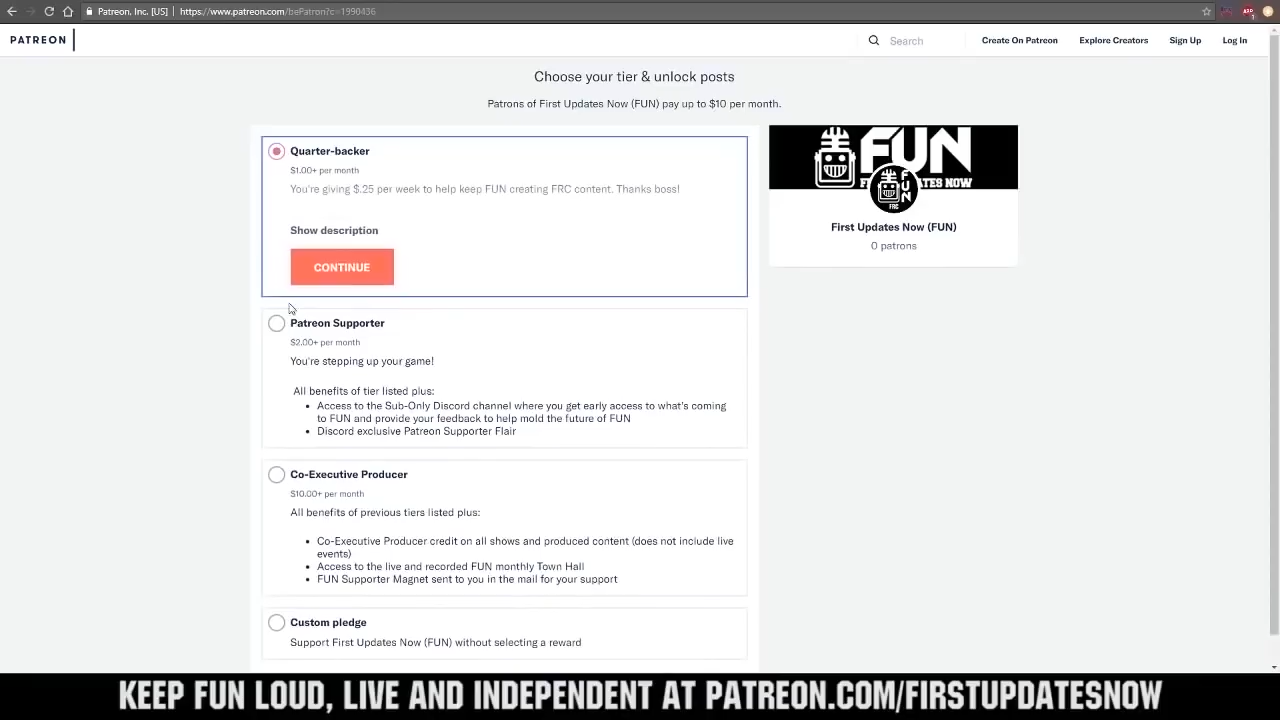 Patreon, Inc. [US] | https://www.patreon.com/bePatron?c=1990436
PATREON
Search
Create On Patreon
Explore Creators
Sign Up
Log In
Choose your tier & unlock posts
Patrons of First Updates Now (FUN) pay up to $10 per month.
Quarter-backer
$1.00+ per month
You're giving $.25 per week to help keep FUN creating FRC content. Thanks boss!
Show description
CONTINUE
FUN
FUN
FRC
First Updates Now (FUN)
0 patrons
Patreon Supporter
$2.00+ per month
You're stepping up your game!
All benefits of tier listed plus:
• Access to the Sub-Only Discord channel where you get early access to what's coming
to FUN and provide your feedback to help mold the future of FUN
• Discord exclusive Patreon Supporter Flair
Co-Executive Producer
$10.00+ per month
All benefits of previous tiers listed plus:
• Co-Executive Producer credit on all shows and produced content (does not include live
events)
• Access to the live and recorded FUN monthly Town Hall
• FUN Supporter Magnet sent to you in the mail for your support
Custom pledge
Support First Updates Now (FUN) without selecting a reward
KEEP FUN LOUD, LIVE AND INDEPENDENT AT PATREON.COM/FIRSTUPDATESNOW